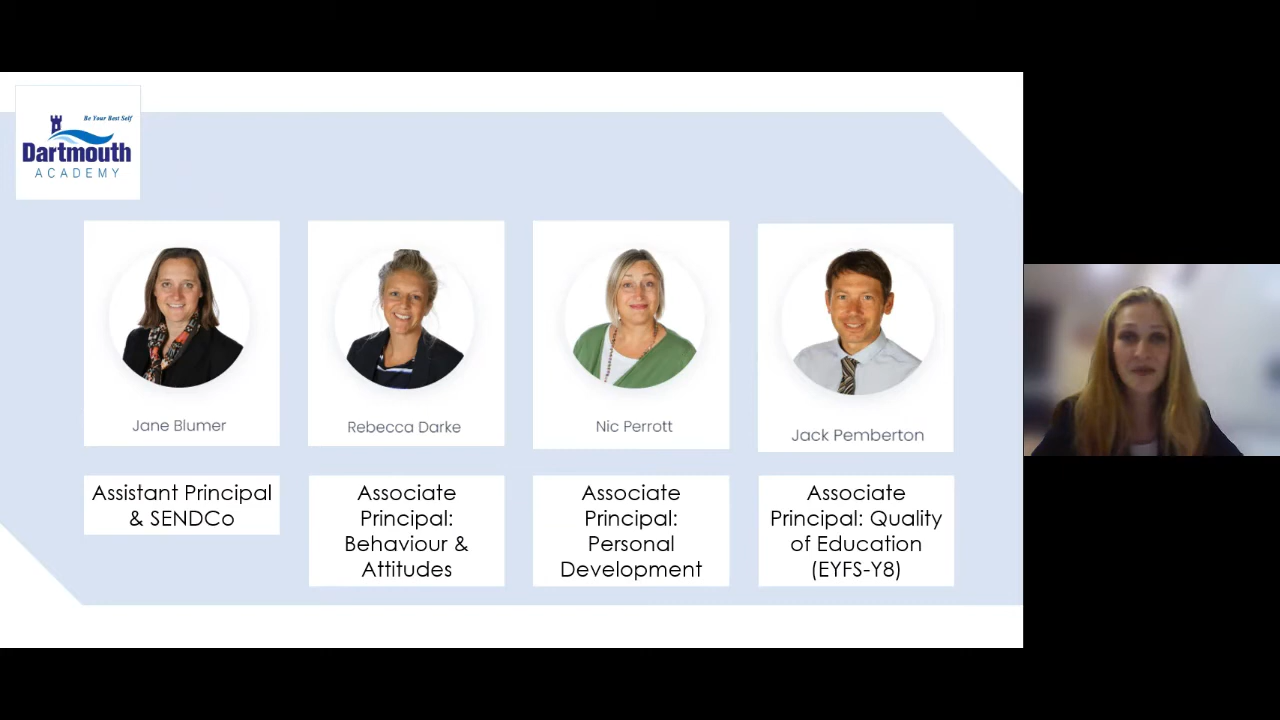 Be Your Best Self
Dartmouth
ACADEMY
Jane Blumer
Rebecca Darke
Nic Perrott
Jack Pemberton
Assistant Principal
& SENDCo
Associate
Principal:
Behaviour &
Attitudes
Associate
Principal:
Personal
Development
Associate
Principal: Quality
of Education
(EYFS-Y8)